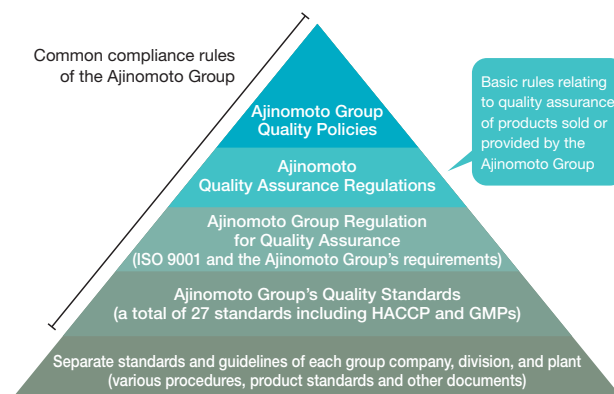 Common compliance rules
of the Ajinomoto Group
Basic rules relating
to quality assurance
of products sold or
provided by the
Ajinomoto Group
Ajinomoto Group
Quality Policies
Ajinomoto
Quality Assurance Regulations
Ajinomoto Group Regulation
for Quality Assurance
(ISO 9001 and the Ajinomoto Group's requirements)
Ajinomoto Group's Quality Standards
(a total of 27 standards including HACCP and GMPs)
Separate standards and guidelines of each group company, division, and plant
(various procedures, product standards and other documents)